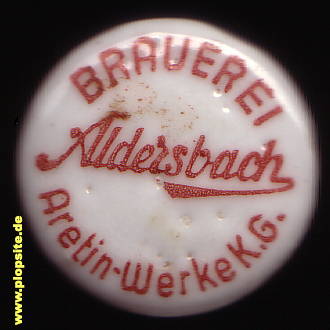 BRAUEREI
Aldersbach
Aretin-Werke K.G.
www.plopsite.de